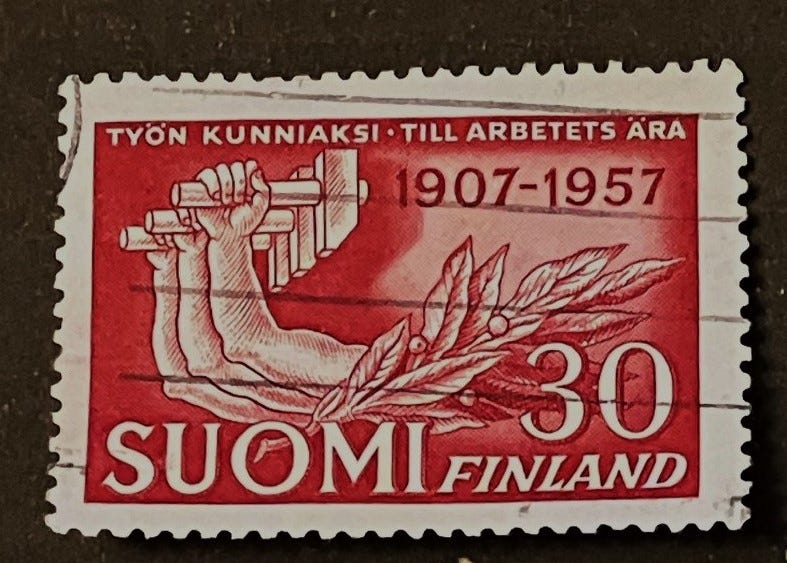 TYÖN KUNNIAKSI · TILL ARBETETS ÄRA
1907-1957
30
SUOMI FINLAND